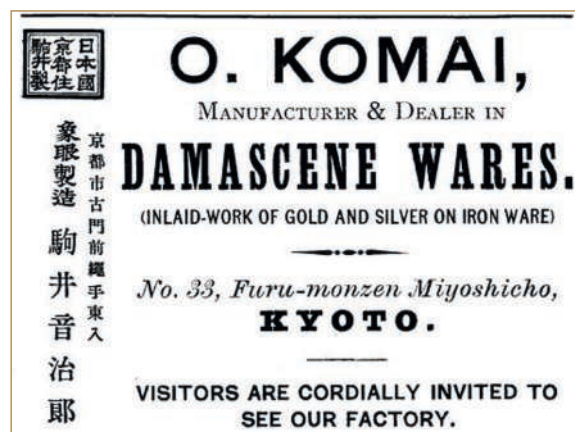 日本國
京都住
駒井製
京都市古門前繩手東入
象眼製造 駒井音治郎
O. KOMAI,
MANUFACTURER & DEALER IN
DAMASCENE WARES.
(INLAID-WORK OF GOLD AND SILVER ON IRON WARE)
No. 33, Furu-monzen Miyoshicho,
KYOTO.
VISITORS ARE CORDIALLY INVITED TO
SEE OUR FACTORY.